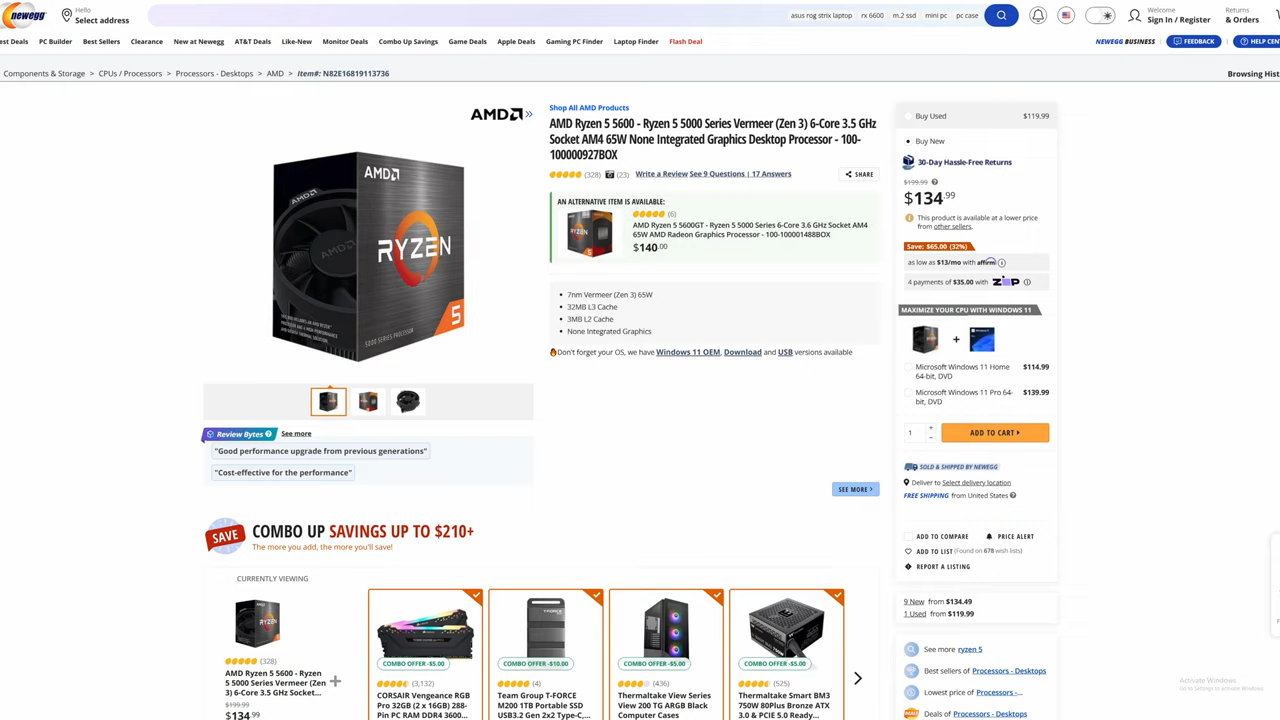 newegg
Hello
Select address
asus rog strix laptop
rx 6600
m.2 ssd
mini pc
pc case
Welcome
Sign In / Register
Returns
& Orders
est Deals
PC Builder
Best Sellers
Clearance
New at Newegg
AT&T Deals
Like-New
Monitor Deals
Combo Up Savings
Game Deals
Apple Deals
Gaming PC Finder
Laptop Finder
Flash Deal
NEWEGG BUSINESS
FEEDBACK
HELP CEN
Components & Storage > CPUs / Processors > Processors - Desktops > AMD > Item#: N82E16819113736
Browsing Hist
AMD
AMD
AMD
RYZEN
5
5000 SERIES PROCESSOR
Shop All AMD Products
AMD Ryzen 5 5600 - Ryzen 5 5000 Series Vermeer (Zen 3) 6-Core 3.5 GHz
Socket AM4 65W None Integrated Graphics Desktop Processor - 100-
100000927BOX
(328) (23) Write a Review See 9 Questions | 17 Answers
SHARE
AN ALTERNATIVE ITEM IS AVAILABLE:
(6)
AMD Ryzen 5 5600GT - Ryzen 5 5000 Series 6-Core 3.6 GHz Socket AM4
65W AMD Radeon Graphics Processor - 100-100001488BOX
$140.00
7nm Vermeer (Zen 3) 65W
32MB L3 Cache
3MB L2 Cache
None Integrated Graphics
Don't forget your OS, we have Windows 11 OEM, Download and USB versions available
SEE MORE
Review Bytes ? See more
"Good performance upgrade from previous generations"
"Cost-effective for the performance"
Buy Used $119.99
Buy New
30-Day Hassle-Free Returns
$199.99 ?
$134.99
This product is available at a lower price
from other sellers.
Save: $65.00 (32%)
as low as $13/mo with affirm
4 payments of $35.00 with ZIP
MAXIMIZE YOUR CPU WITH WINDOWS 11
+
Microsoft Windows 11 Home $114.99
64-bit, DVD
Microsoft Windows 11 Pro 64- $139.99
bit, DVD
1 + -
ADD TO CART
SOLD & SHIPPED BY NEWEGG
Deliver to Select delivery location
FREE SHIPPING from United States ?
ADD TO COMPARE
PRICE ALERT
ADD TO LIST (Found on 678 wish lists)
REPORT A LISTING
9 New from $134.49
1 Used from $119.99
See more ryzen 5
Best sellers of Processors - Desktops
Lowest price of Processors -...
Deals of Processors - Desktops
SAVE
COMBO UP SAVINGS UP TO $210+
The more you add, the more you'll save!
CURRENTLY VIEWING
(328)
AMD Ryzen 5 5600 - Ryzen
5 5000 Series Vermeer (Zen
3) 6-Core 3.5 GHz Socket...
$199.99
$134.99
+
COMBO OFFER -$5.00
(3,132)
CORSAIR Vengeance RGB
Pro 32GB (2 x 16GB) 288-
Pin PC RAM DDR4 3600...
COMBO OFFER -$10.00
(4)
Team Group T-FORCE
M200 1TB Portable SSD
USB3.2 Gen 2x2 Type-C,...
COMBO OFFER -$5.00
(436)
Thermaltake View Series
View 200 TG ARGB Black
Computer Cases
COMBO OFFER -$5.00
(525)
Thermaltake Smart BM3
750W 80Plus Bronze ATX
3.0 & PCIE 5.0 Ready...
Activate Windows
Go to Settings to activate Windows.